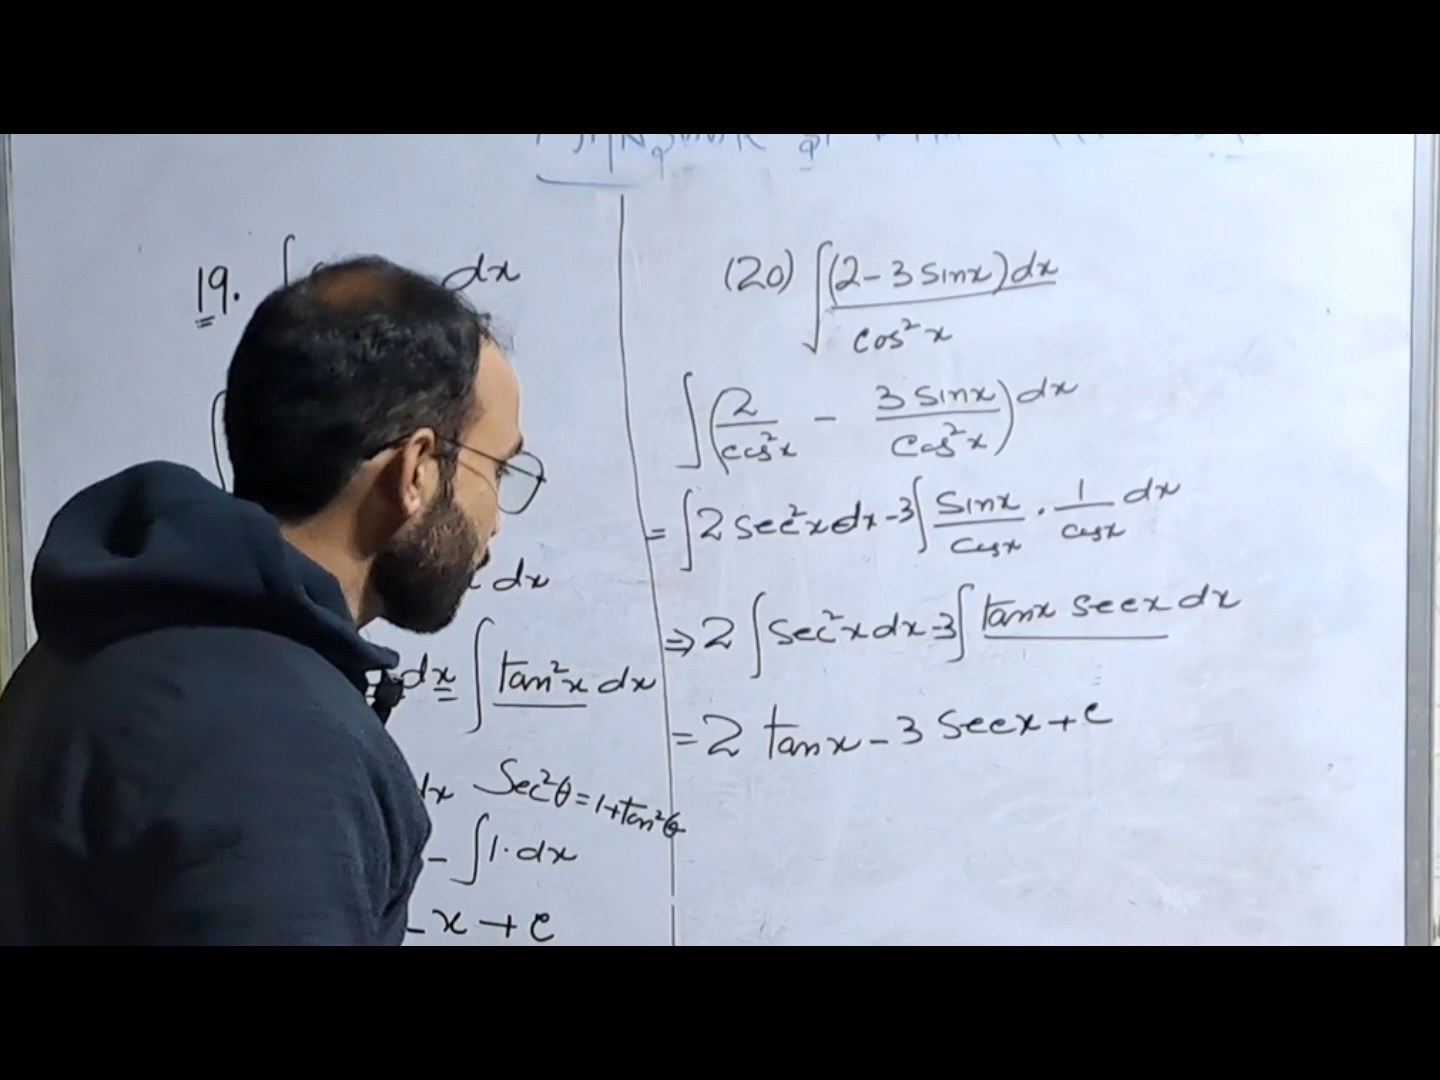 19. ∫ dx
dx
dx ∫ tan²x dx
dx Sec²θ = 1+tan²θ
- ∫ 1. dx
- x + c
(20) ∫ (2 - 3 sinx) dx / cos²x
∫ (2 / cos²x - 3 sinx / cos²x) dx
= ∫ 2 sec²x dx - 3 ∫ sinx / cosx . 1 / cosx dx
⇒ 2 ∫ sec²x dx - 3 ∫ tanx secx dx
= 2 tanx - 3 secx + c